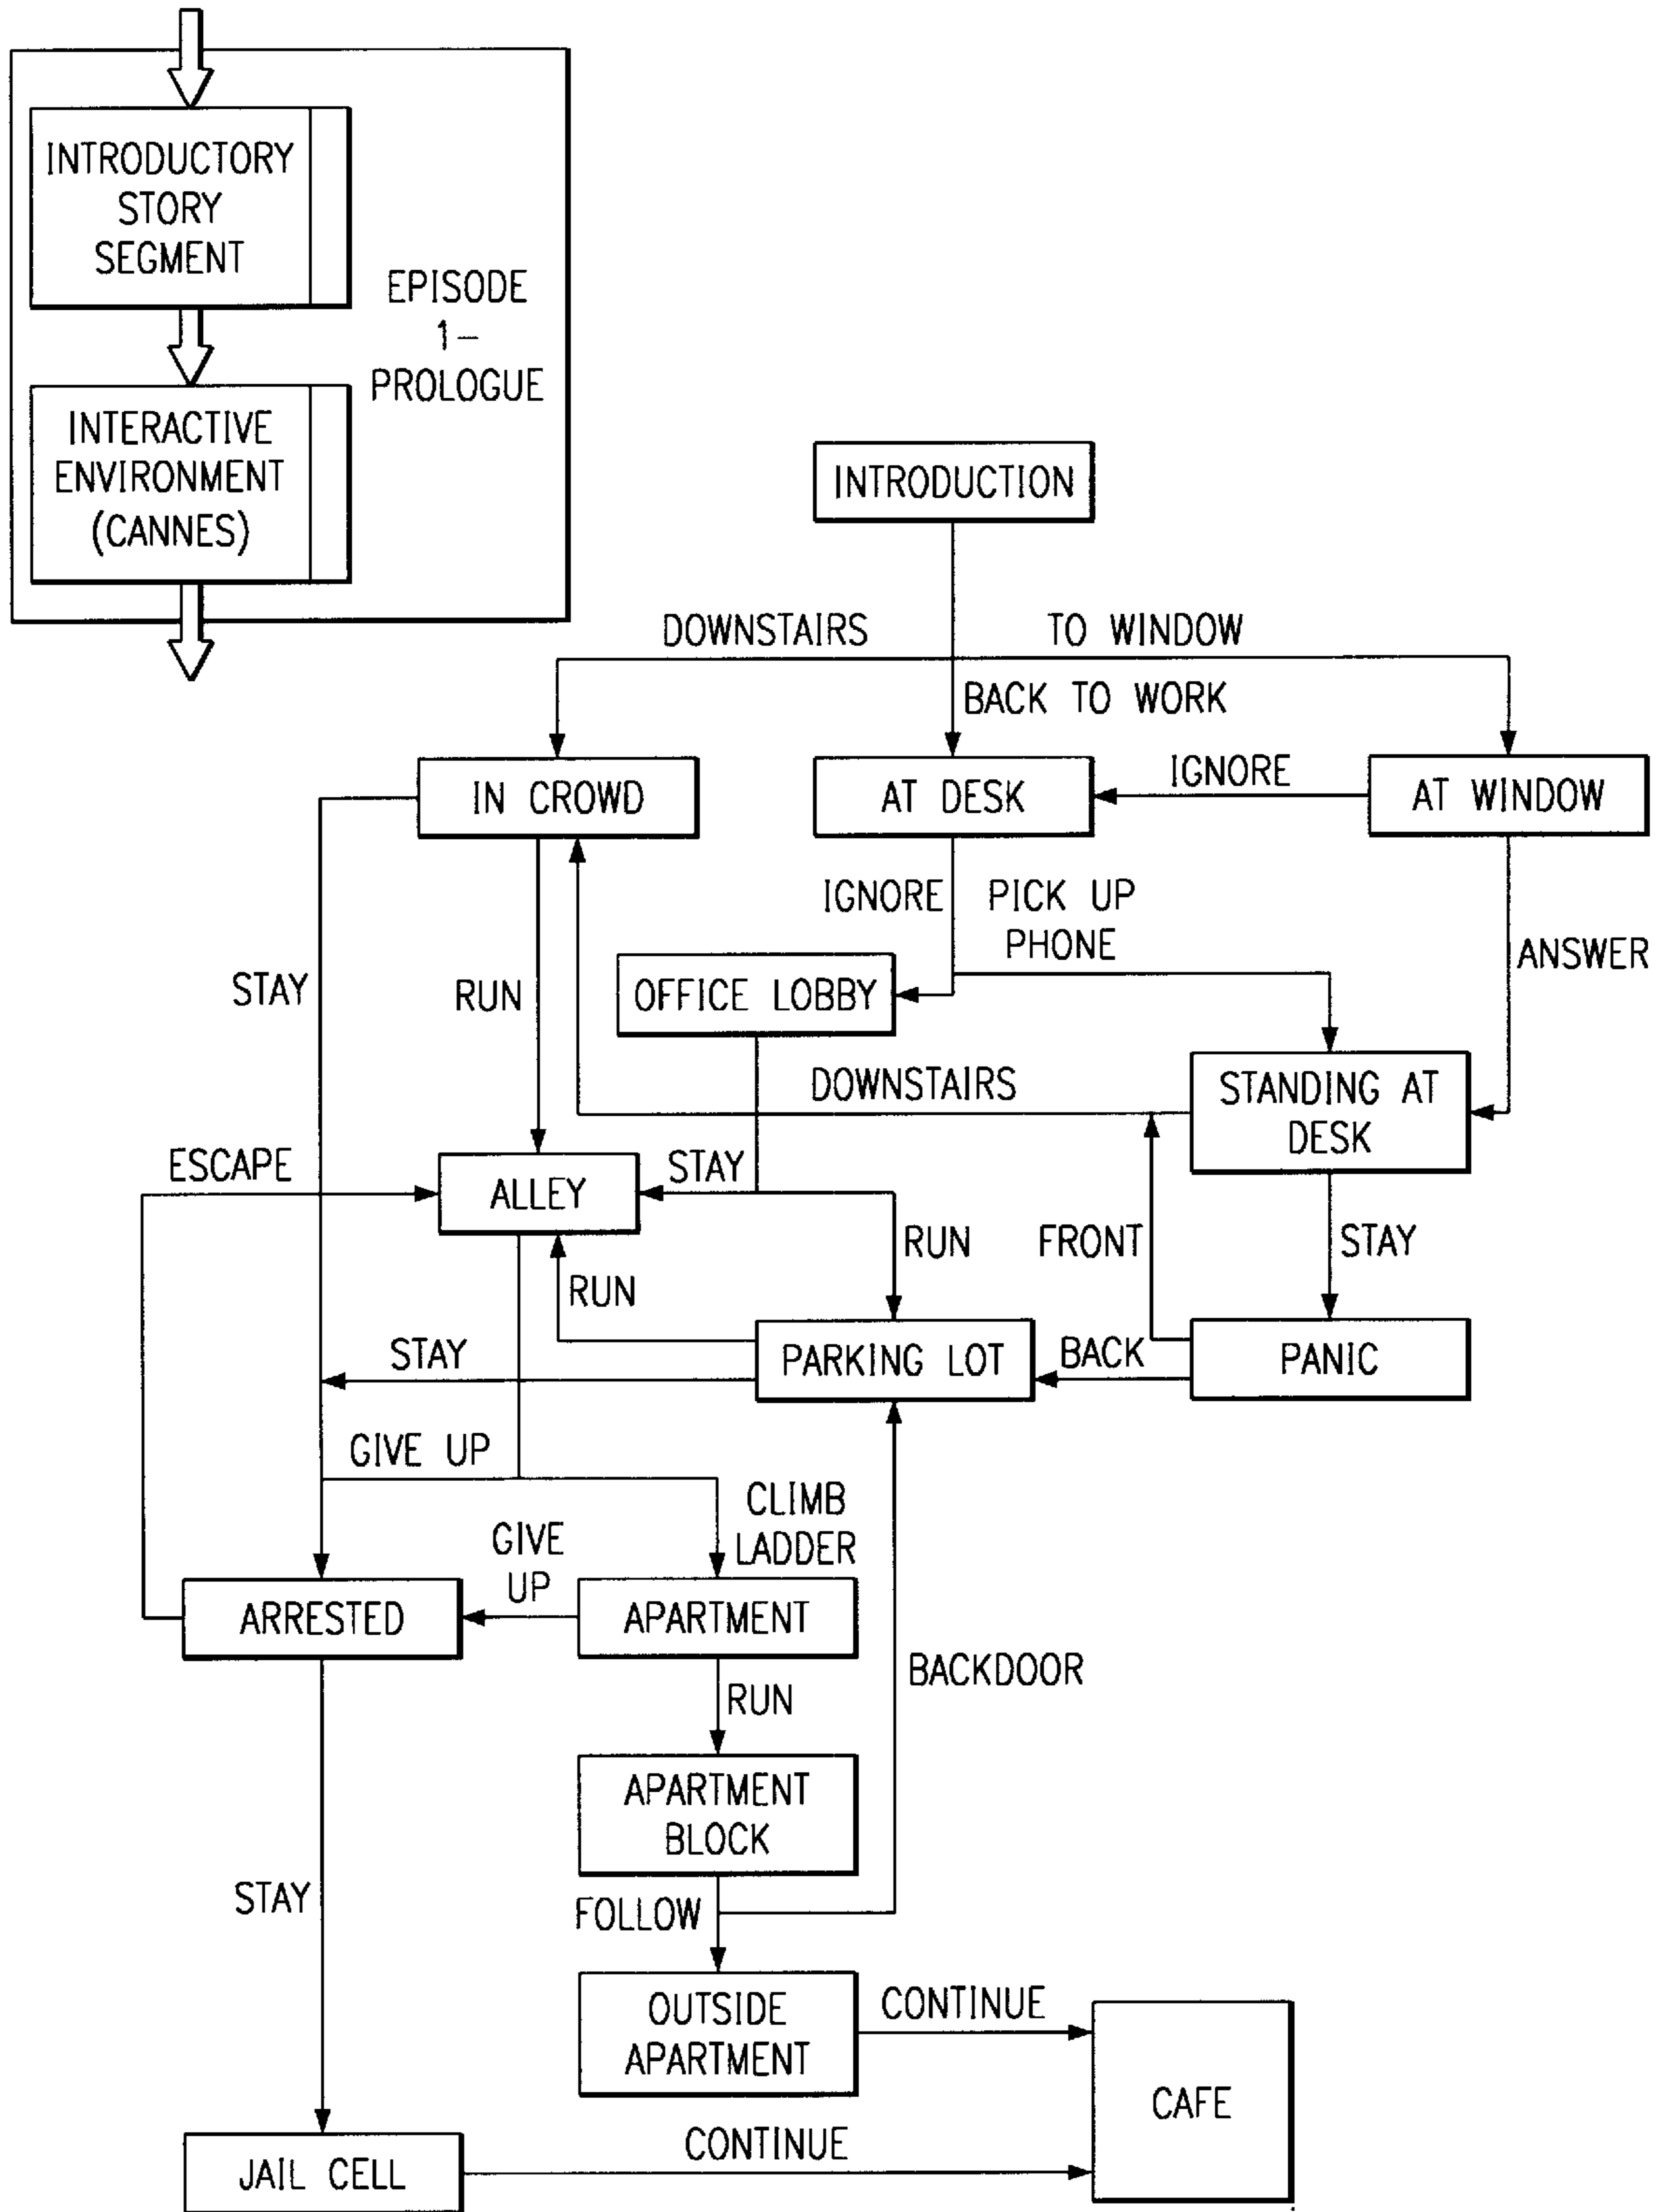 INTRODUCTORY
STORY
SEGMENT
EPISODE
1-
PROLOGUE
INTERACTIVE
ENVIRONMENT
(CANNES)
INTRODUCTION
DOWNSTAIRS
TO WINDOW
BACK TO WORK
IN CROWD
AT DESK
IGNORE
AT WINDOW
IGNORE
PICK UP
PHONE
ANSWER
STAY
RUN
OFFICE LOBBY
DOWNSTAIRS
STANDING AT
DESK
ESCAPE
ALLEY
STAY
RUN
FRONT
STAY
RUN
STAY
PARKING LOT
BACK
PANIC
GIVE UP
CLIMB
LADDER
GIVE
UP
ARRESTED
APARTMENT
BACKDOOR
RUN
APARTMENT
BLOCK
STAY
FOLLOW
OUTSIDE
APARTMENT
CONTINUE
CAFE
JAIL CELL
CONTINUE